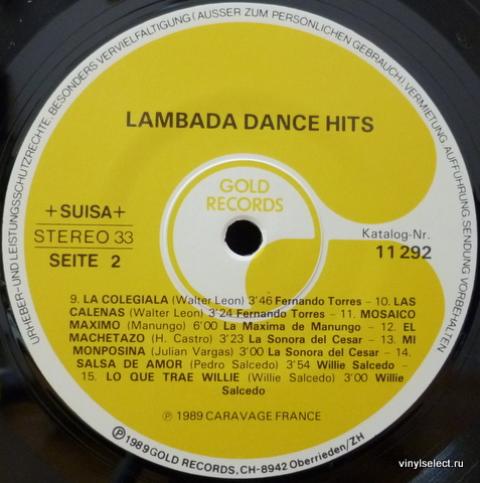 URHEBER-UND LEISTUNGSSCHUTZRECHTE. BESONDERS VERVIELFÄLTIGUNG (AUSSER ZUM PERSÖNLICHEN GEBRAUCH). VERMIETUNG. AUFFÜHRUNG. SENDUNG VORBEHALTEN
LAMBADA DANCE HITS
GOLD
RECORDS
+SUISA+
STEREO 33
SEITE 2
Katalog-Nr.
11 292
9. LA COLEGIALA (Walter Leon) 3'46 Fernando Torres – 10. LAS
CALENAS (Walter Leon) 3'24 Fernando Torres – 11. MOSAICO
MAXIMO (Manungo) 6'00 La Maxima de Manungo – 12. EL
MACHETAZO (H. Castro) 3'23 La Sonora del Cesar – 13. MI
MONPOSINA (Julian Vargas) 3'00 La Sonora del Cesar – 14.
SALSA DE AMOR (Pedro Salcedo) 3'54 Willie Salcedo –
15. LO QUE TRAE WILLIE (Willie Salcedo) 3'00 Willie
Salcedo
℗ 1989 CARAVAGE FRANCE
℗1989 GOLD RECORDS, CH-8942 Oberrieden/ZH
vinylselect.ru